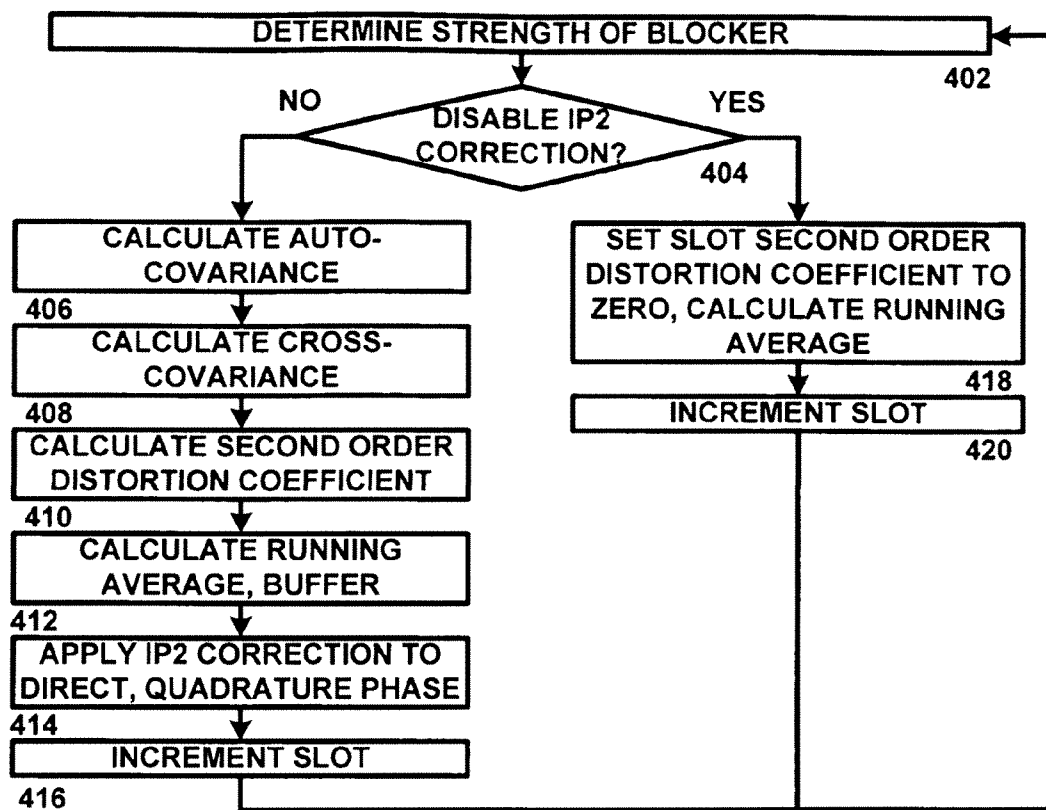 DETERMINE STRENGTH OF BLOCKER
402
NO
YES
DISABLE IP2
CORRECTION?
404
CALCULATE AUTO-
COVARIANCE
406
CALCULATE CROSS-
COVARIANCE
408
CALCULATE SECOND ORDER
DISTORTION COEFFICIENT
410
CALCULATE RUNNING
AVERAGE, BUFFER
412
APPLY IP2 CORRECTION TO
DIRECT, QUADRATURE PHASE
414
INCREMENT SLOT
416
SET SLOT SECOND ORDER
DISTORTION COEFFICIENT TO
ZERO, CALCULATE RUNNING
AVERAGE
418
INCREMENT SLOT
420